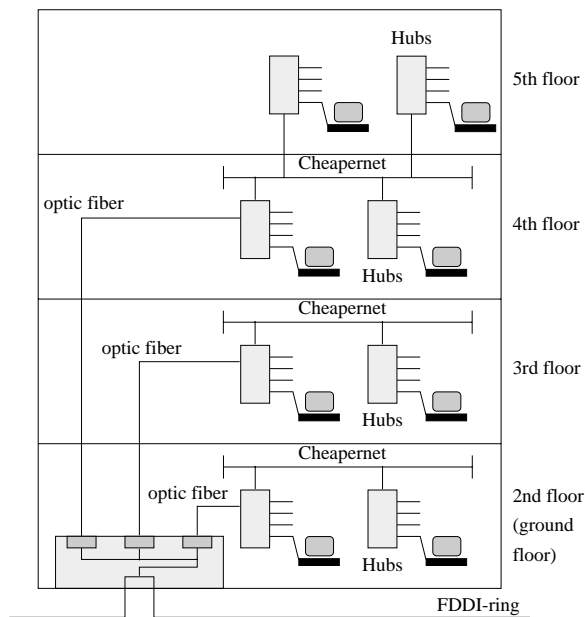 Hubs
5th floor
Cheapernet
optic fiber
4th floor
Hubs
Cheapernet
optic fiber
3rd floor
Hubs
Cheapernet
optic fiber
2nd floor
(ground
floor)
Hubs
FDDI-ring